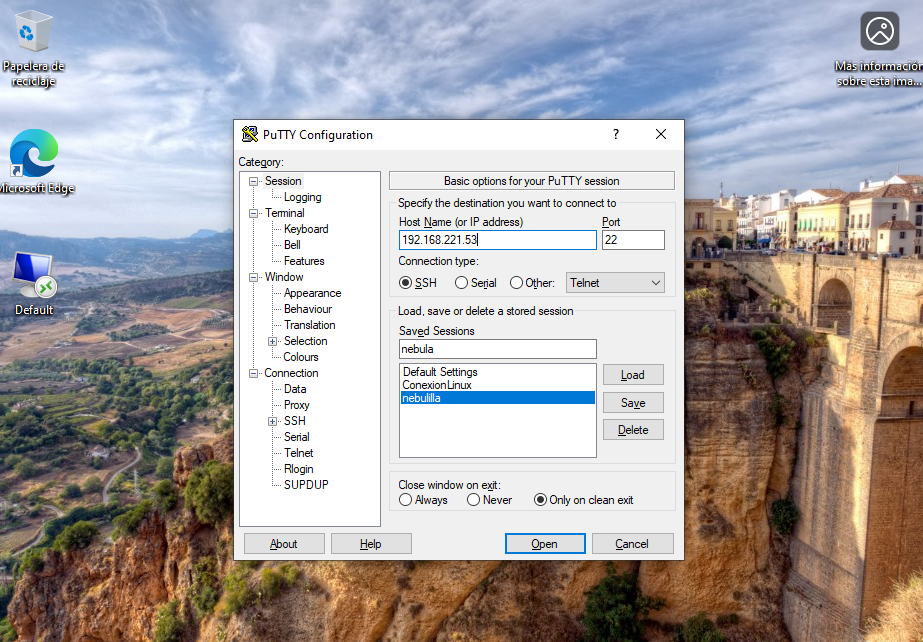 Papelera de
reciclaje
Más información
sobre esta ima...
Microsoft Edge
Default
PuTTY Configuration
?
Category:
Session
Logging
Terminal
Keyboard
Bell
Features
Window
Appearance
Behaviour
Translation
Selection
Colours
Connection
Data
Proxy
SSH
Serial
Telnet
Rlogin
SUPDUP
Basic options for your PuTTY session
Specify the destination you want to connect to
Host Name (or IP address) Port
192.168.221.53 22
Connection type:
SSH Serial Other: Telnet
Load, save or delete a stored session
Saved Sessions
nebula
Default Settings
ConexionLinux
nebulilla
Load
Save
Delete
Close window on exit:
Always Never Only on clean exit
About Help Open Cancel